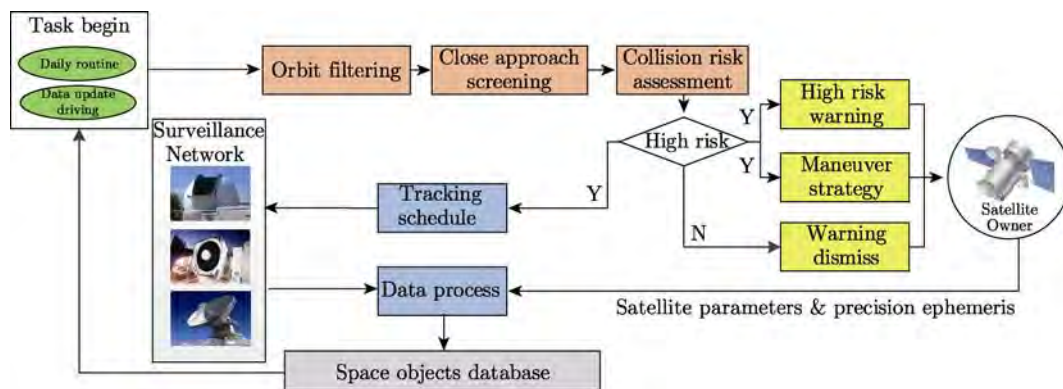 Task begin
Daily routine
Data update
driving
Orbit filtering
Close approach
screening
Collision risk
assessment
High risk
Y
Y
Y
N
High risk
warning
Maneuver
strategy
Warning
dismiss
Satellite
Owner
Surveillance
Network
Tracking
schedule
Data process
Satellite parameters & precision ephemeris
Space objects database